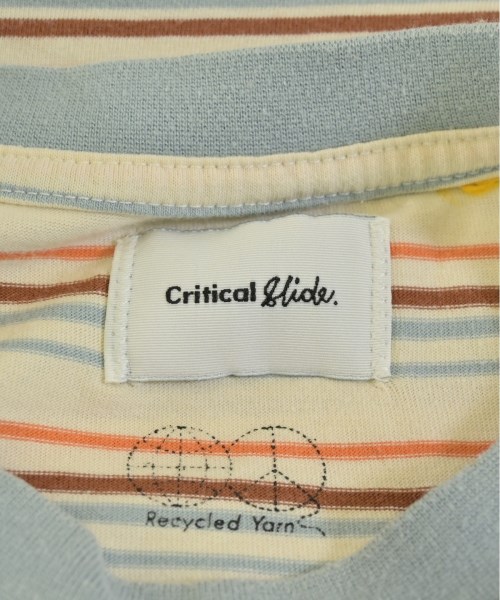 Critical Slide.
Recycled Yarn